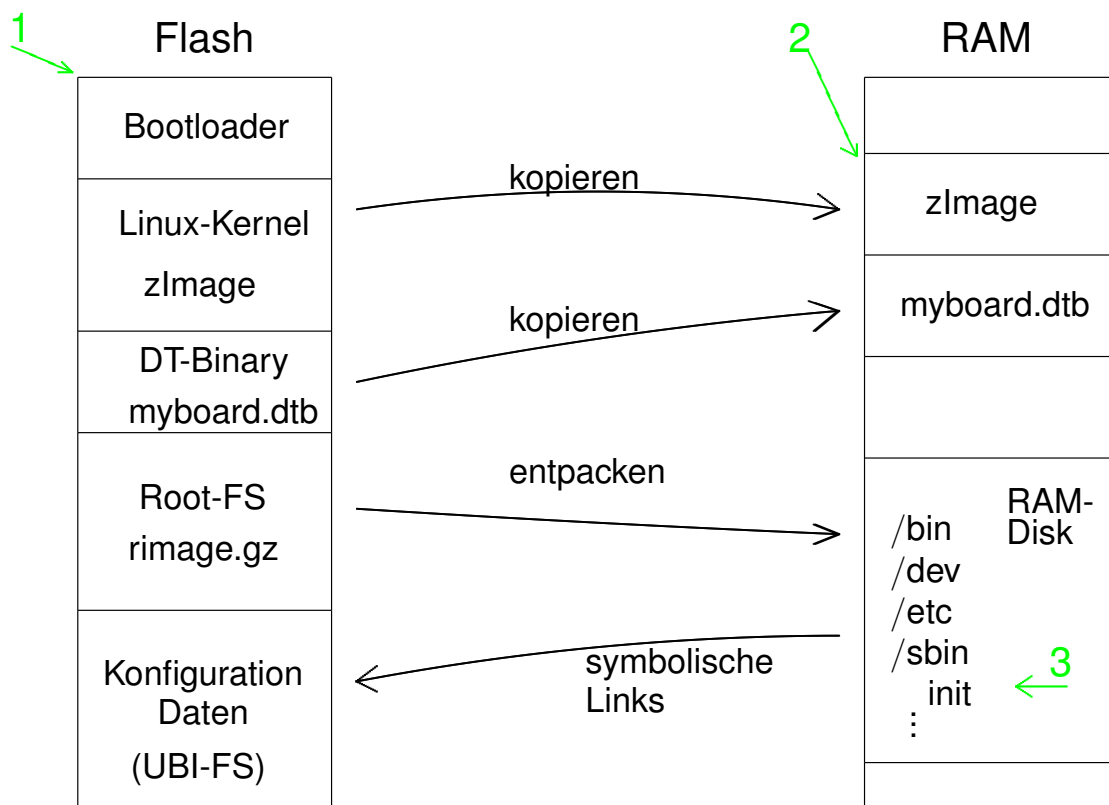 1
Flash
Bootloader
Linux-Kernel
zImage
DT-Binary
myboard.dtb
Root-FS
rimage.gz
Konfiguration
Daten
(UBI-FS)
kopieren
kopieren
entpacken
symbolische
Links
2
RAM
zImage
myboard.dtb
RAM-
Disk
/bin
/dev
/etc
/sbin
init
3
⋮